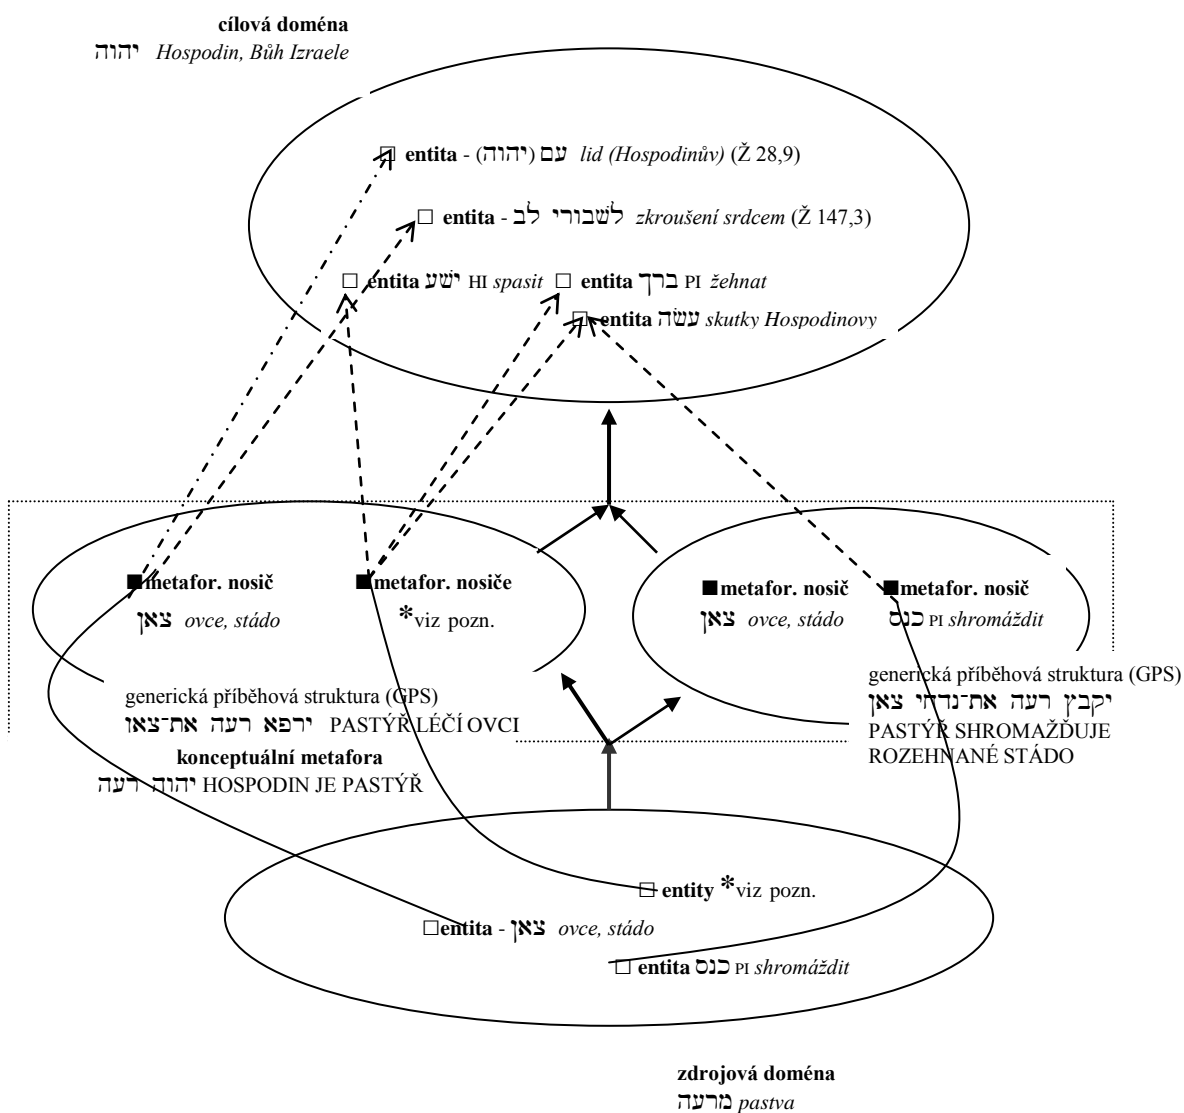 cílová doména
יהוה Hospodin, Bůh Izraele
□ entita - עם (יהוה) lid (Hospodinův) (Ž 28,9)
□ entita - לשבורי לב zkroušení srdcem (Ž 147,3)
□ entita ישׁע HI spasit □ entita ברך PI žehnat
□ entita עשׂה skutky Hospodinovy
■metafor. nosič ■metafor. nosiče ■metafor. nosič ■metafor. nosič
צאן ovce, stádo *viz pozn. צאן ovce, stádo כנס PI shromáždit
generická příběhová struktura (GPS)
ירפא רעה את־צאן PASTÝŘ LÉČÍ OVCI
generická příběhová struktura (GPS)
יקבץ רעה את־נדחי צאן
PASTÝŘ SHROMAŽĎUJE
ROZEHNANÉ STÁDO
konceptuální metafora
יהוה רעה HOSPODIN JE PASTÝŘ
□ entity *viz pozn.
□entita - צאן ovce, stádo
□ entita כנס PI shromáždit
zdrojová doména
מרעה pastva